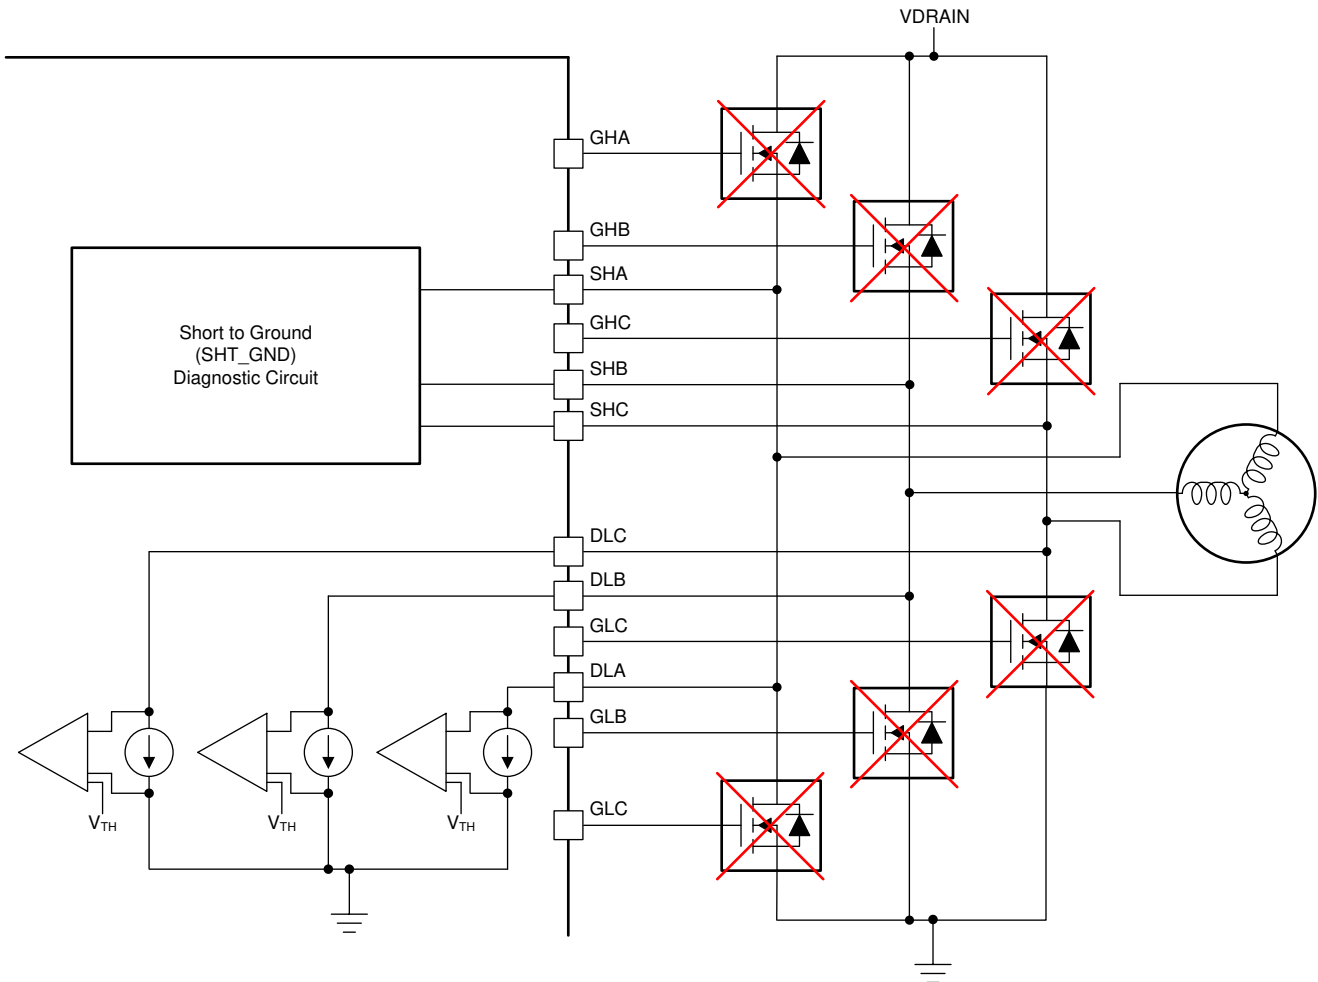 VDRAIN
GHA
GHB
SHA
GHC
SHB
SHC
Short to Ground
(SHT_GND)
Diagnostic Circuit
DLC
DLB
GLC
DLA
GLB
GLC
VTH
VTH
VTH